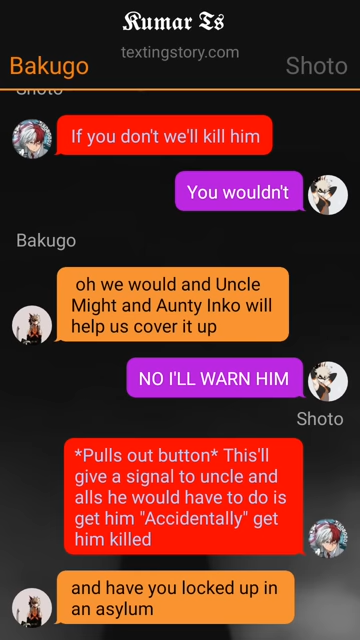 Kumar Ts
textingstory.com
Bakugo
Shoto
Shoto
If you don't we'll kill him
You wouldn't
Bakugo
oh we would and Uncle
Might and Aunty Inko will
help us cover it up
NO I'LL WARN HIM
Shoto
*Pulls out button* This'll
give a signal to uncle and
alls he would have to do is
get him "Accidentally" get
him killed
and have you locked up in
an asylum